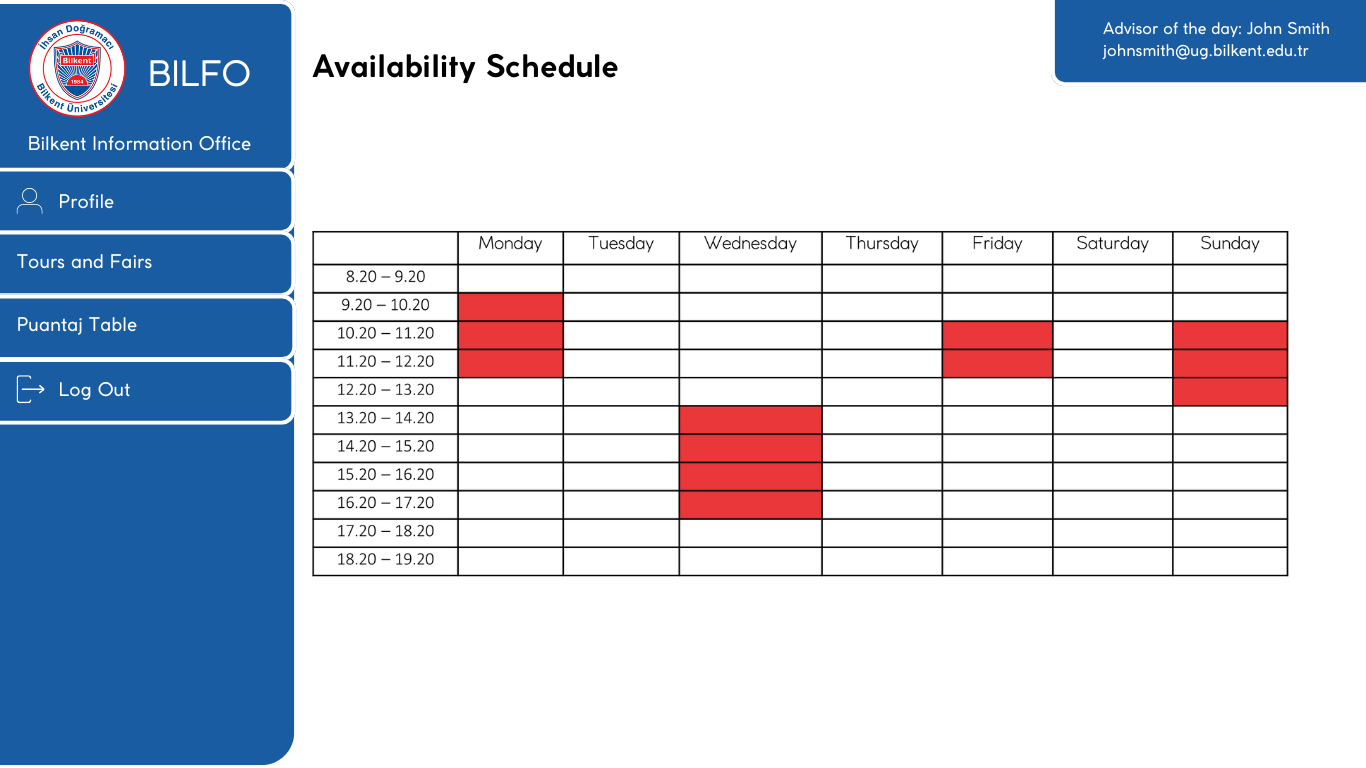 İhsan Doğramacı
Bilkent
1984
Bilkent Üniversitesi
BILFO
Bilkent Information Office
Profile
Tours and Fairs
Puantaj Table
Log Out
Availability Schedule
Advisor of the day: John Smith
johnsmith@ug.bilkent.edu.tr
Monday Tuesday Wednesday Thursday Friday Saturday Sunday
8.20 – 9.20
9.20 – 10.20
10.20 – 11.20
11.20 – 12.20
12.20 – 13.20
13.20 – 14.20
14.20 – 15.20
15.20 – 16.20
16.20 – 17.20
17.20 – 18.20
18.20 – 19.20